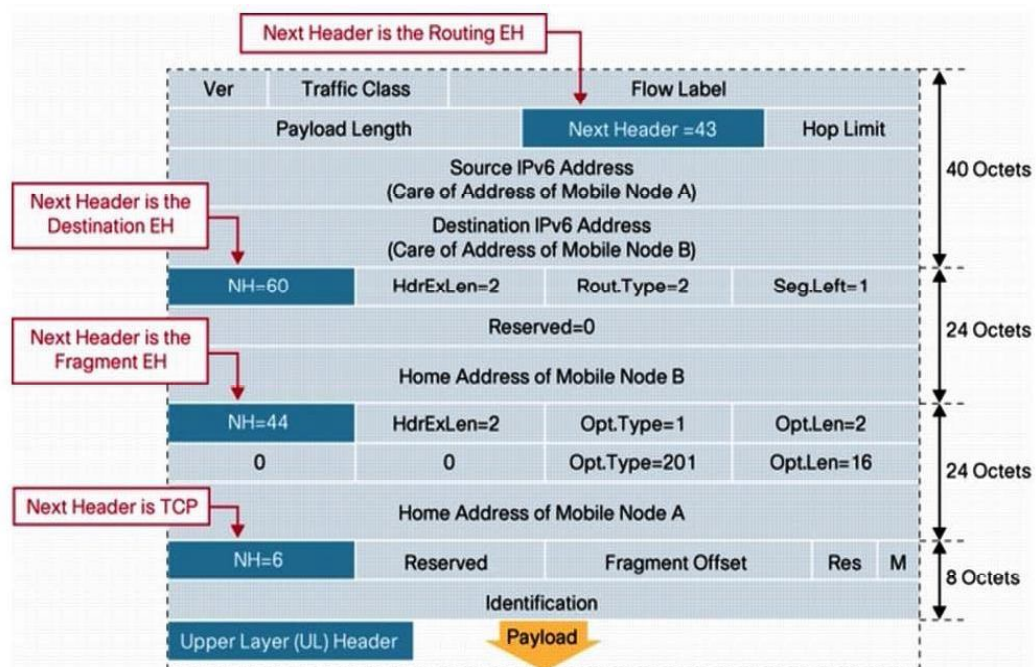 Next Header is the Routing EH
Ver Traffic Class Flow Label
Payload Length Next Header =43 Hop Limit
Source IPv6 Address
(Care of Address of Mobile Node A)
40 Octets
Next Header is the
Destination EH
Destination IPv6 Address
(Care of Address of Mobile Node B)
NH=60 HdrExLen=2 Rout.Type=2 Seg.Left=1
Reserved=0
24 Octets
Next Header is the
Fragment EH
Home Address of Mobile Node B
NH=44 HdrExLen=2 Opt.Type=1 Opt.Len=2
0 0 Opt.Type=201 Opt.Len=16
24 Octets
Next Header is TCP
Home Address of Mobile Node A
NH=6 Reserved Fragment Offset Res M
8 Octets
Identification
Upper Layer (UL) Header
Payload